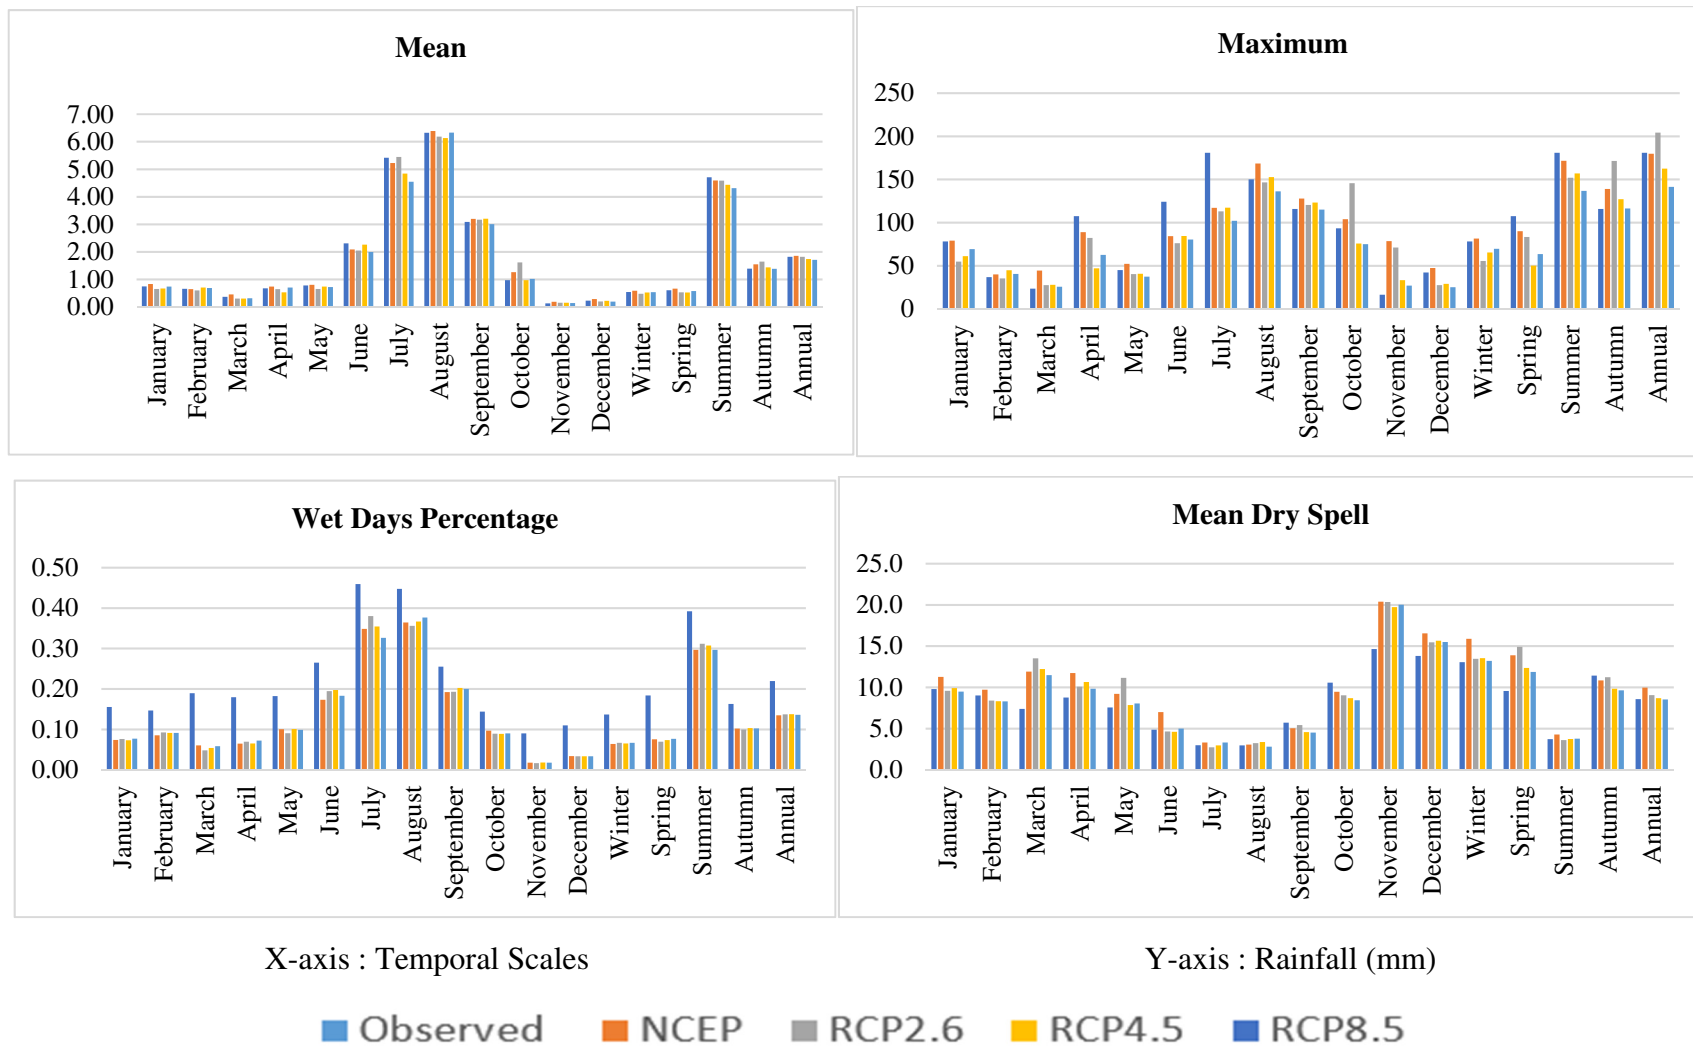 Mean
7.00
6.00
5.00
4.00
3.00
2.00
1.00
0.00
January
February
March
April
May
June
July
August
September
October
November
December
Winter
Spring
Summer
Autumn
Annual
Maximum
250
200
150
100
50
0
January
February
March
April
May
June
July
August
September
October
November
December
Winter
Spring
Summer
Autumn
Annual
Wet Days Percentage
0.50
0.40
0.30
0.20
0.10
0.00
January
February
March
April
May
June
July
August
September
October
November
December
Winter
Spring
Summer
Autumn
Annual
Mean Dry Spell
25.0
20.0
15.0
10.0
5.0
0.0
January
February
March
April
May
June
July
August
September
October
November
December
Winter
Spring
Summer
Autumn
Annual
X-axis : Temporal Scales
Y-axis : Rainfall (mm)
Observed NCEP RCP2.6 RCP4.5 RCP8.5